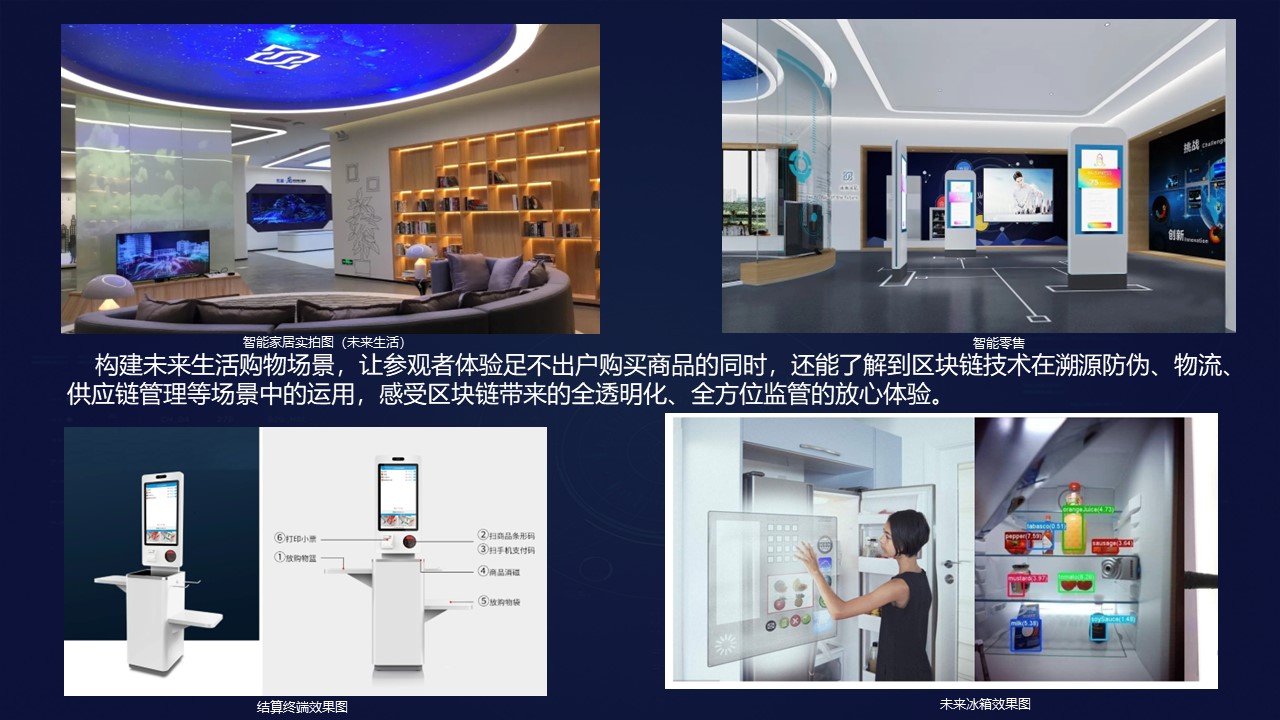 挑战 Challenge
创新 Innovation
智能家居实拍图（未来生活）
智能零售
构建未来生活购物场景，让参观者体验足不出户购买商品的同时，还能了解到区块链技术在溯源防伪、物流、
供应链管理等场景中的运用，感受区块链带来的全透明化、全方位监管的放心体验。
⑥打印小票
①放购物篮
②扫商品条形码
③扫手机支付码
④商品消磁
⑤放购物袋
orangeJuice(4.73)
tabasco(0.51)
pepper(7.59)
sausage(3.64)
mustard(3.97)
tomato(8.26)
milk(5.38)
soySauce(1.48)
结算终端效果图
未来冰箱效果图